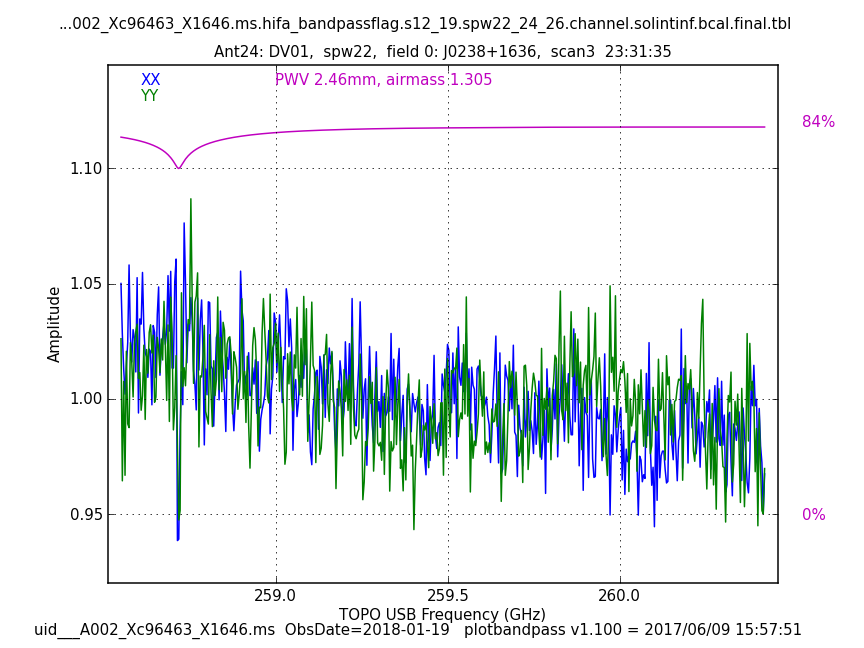 ...002_Xc96463_X1646.ms.hifa_bandpassflag.s12_19.spw22_24_26.channel.solintinf.bcal.final.tbl
Ant24: DV01,  spw22,  field 0: J0238+1636,  scan3  23:31:35
XX
PWV 2.46mm, airmass 1.305
YY
84%
1.10
1.05
1.00
0.95
0%
Amplitude
259.0
259.5
260.0
TOPO USB Frequency (GHz)
uid___A002_Xc96463_X1646.ms  ObsDate=2018-01-19   plotbandpass v1.100 = 2017/06/09 15:57:51